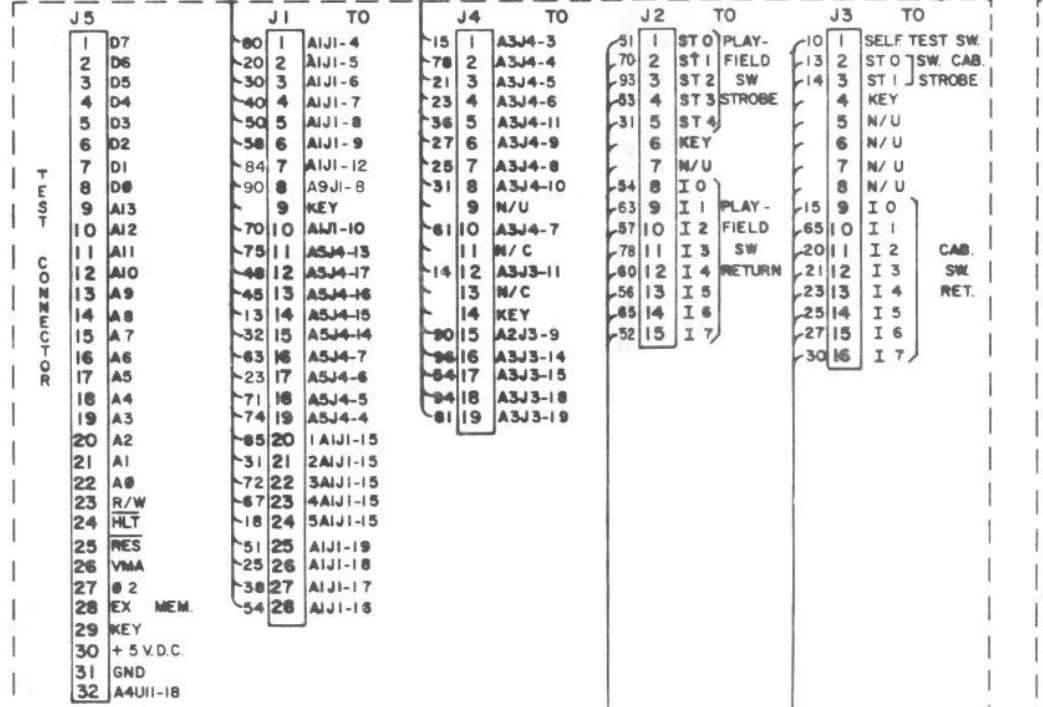 J5
TEST CONNECTOR
1 D7
2 D6
3 D5
4 D4
5 D3
6 D2
7 D1
8 DØ
9 A13
10 A12
11 A11
12 A10
13 A9
14 A8
15 A7
16 A6
17 A5
18 A4
19 A3
20 A2
21 A1
22 AØ
23 R/W
24 HLT
25 RES
26 VMA
27 Ø2
28 EX MEM.
29 KEY
30 +5 V.D.C.
31 GND
32 A4U11-18
J1 TO
80 1 A1J1-4
20 2 A1J1-5
30 3 A1J1-6
40 4 A1J1-7
50 5 A1J1-8
58 6 A1J1-9
84 7 A1J1-12
90 8 A9J1-8
9 KEY
70 10 A1J1-10
75 11 A5J4-13
48 12 A5J4-17
45 13 A5J4-16
13 14 A5J4-15
32 15 A5J4-14
63 16 A5J4-7
23 17 A5J4-6
71 18 A5J4-5
74 19 A5J4-4
85 20 1A1J1-15
31 21 2A1J1-15
72 22 3A1J1-15
67 23 4A1J1-15
18 24 5A1J1-15
51 25 A1J1-19
25 26 A1J1-18
38 27 A1J1-17
54 28 A1J1-16
J4 TO
15 1 A3J4-3
78 2 A3J4-4
21 3 A3J4-5
23 4 A3J4-6
36 5 A3J4-11
27 6 A3J4-9
25 7 A3J4-8
31 8 A3J4-10
9 N/U
61 10 A3J4-7
11 N/C
14 12 A3J3-11
13 N/C
14 KEY
90 15 A2J3-9
96 16 A3J3-14
64 17 A3J3-15
94 18 A3J3-18
81 19 A3J3-19
J2 TO
51 1 ST 0 PLAY-
70 2 ST 1 FIELD
93 3 ST 2 SW
53 4 ST 3 STROBE
31 5 ST 4
6 KEY
7 N/U
54 8 I 0
63 9 I 1 PLAY-
57 10 I 2 FIELD
78 11 I 3 SW
60 12 I 4 RETURN
56 13 I 5
65 14 I 6
52 15 I 7
J3 TO
10 1 SELF TEST SW.
13 2 ST 0 SW. CAB.
14 3 ST 1 STROBE
4 KEY
5 N/U
6 N/U
7 N/U
8 N/U
15 9 I 0
65 10 I 1
20 11 I 2 CAB.
21 12 I 3 SW.
23 13 I 4 RET.
25 14 I 5
27 15 I 6
30 16 I 7